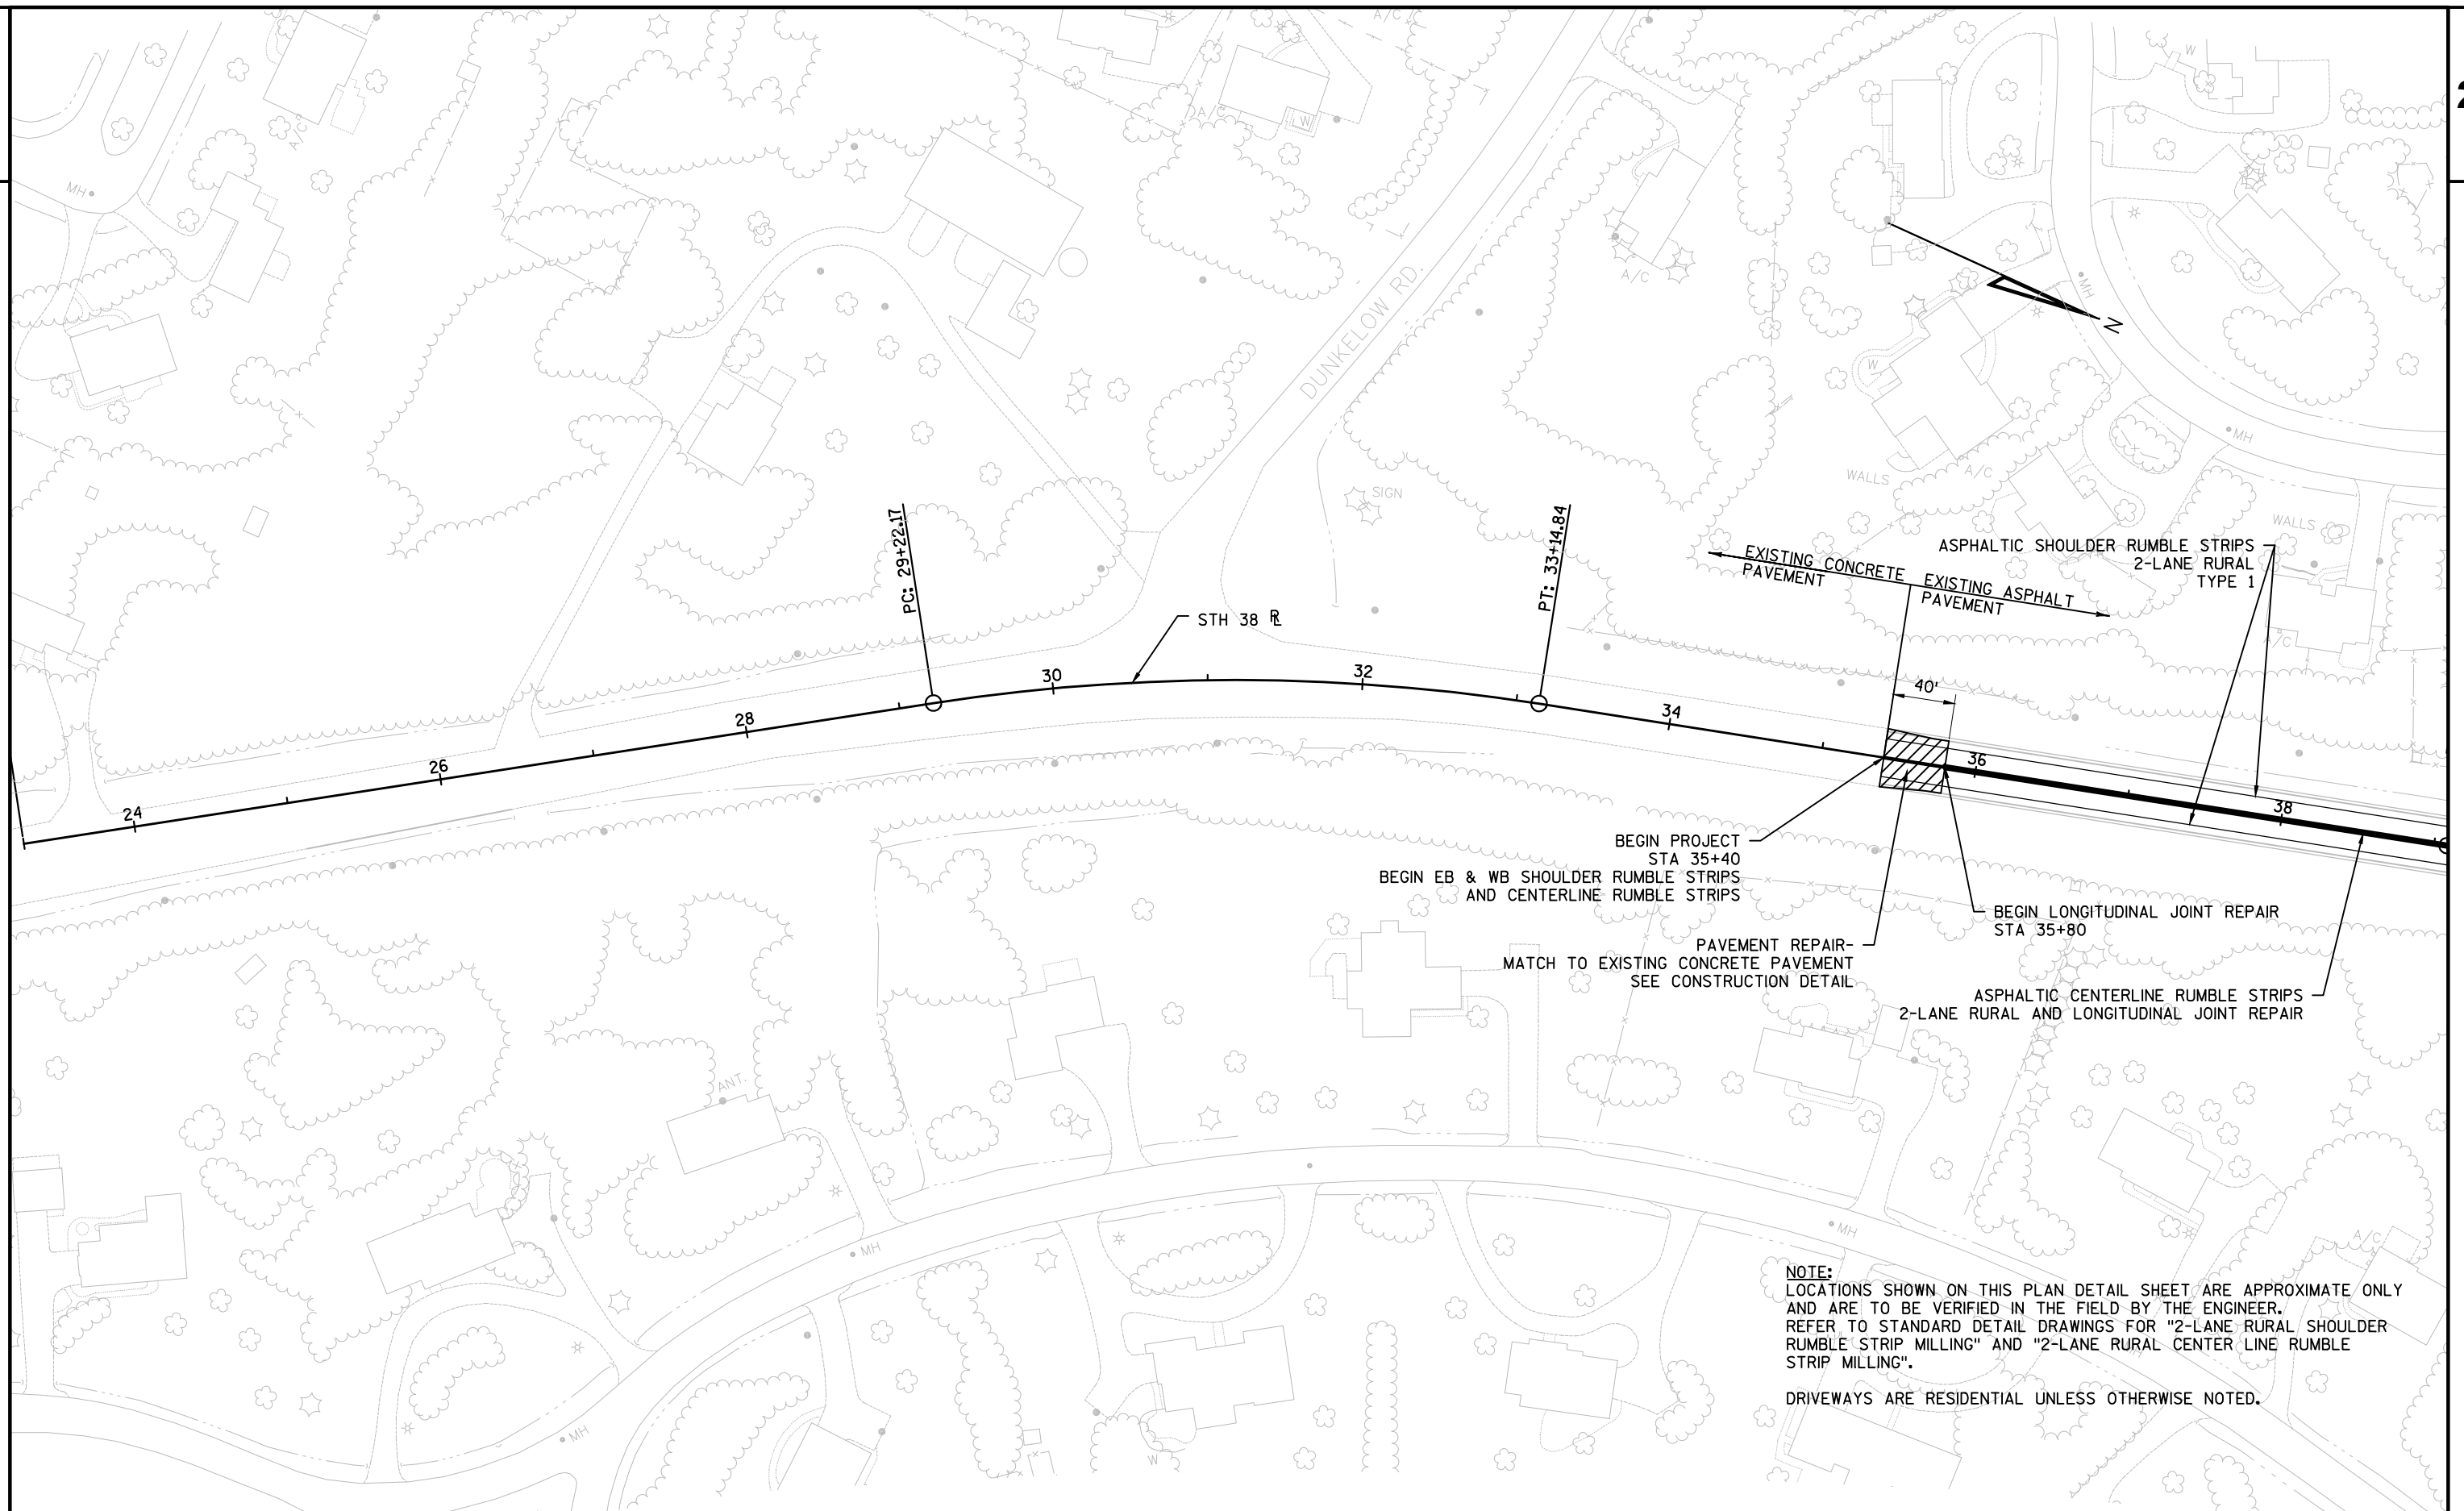 A/C
A/C
W
MH
A/C
A/C
W
2
DUNKELOW RD.
A/C
MH
N
W
MH
WALLS
A/C
SIGN
WALLS
PC: 29+22.17
PT: 33+14.84
EXISTING CONCRETE
PAVEMENT
EXISTING ASPHALT
PAVEMENT
ASPHALTIC SHOULDER RUMBLE STRIPS
2-LANE RURAL
TYPE 1
A/C
STH 38 RL
24
26
28
30
32
34
40'
36
38
BEGIN PROJECT
STA 35+40
BEGIN EB & WB SHOULDER RUMBLE STRIPS
AND CENTERLINE RUMBLE STRIPS
BEGIN LONGITUDINAL JOINT REPAIR
STA 35+80
PAVEMENT REPAIR-
MATCH TO EXISTING CONCRETE PAVEMENT
SEE CONSTRUCTION DETAIL
ASPHALTIC CENTERLINE RUMBLE STRIPS
2-LANE RURAL AND LONGITUDINAL JOINT REPAIR
ANT.
MH
MH
A/C
MH
W
MH
NOTE:
LOCATIONS SHOWN ON THIS PLAN DETAIL SHEET ARE APPROXIMATE ONLY
AND ARE TO BE VERIFIED IN THE FIELD BY THE ENGINEER.
REFER TO STANDARD DETAIL DRAWINGS FOR "2-LANE RURAL SHOULDER
RUMBLE STRIP MILLING" AND "2-LANE RURAL CENTER LINE RUMBLE
STRIP MILLING".
DRIVEWAYS ARE RESIDENTIAL UNLESS OTHERWISE NOTED.